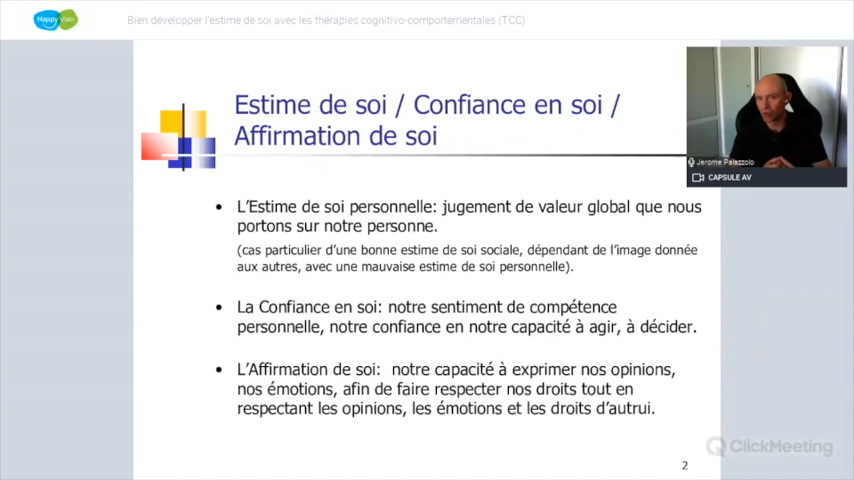 Happy Visio
Bien développer l'estime de soi avec les thérapies cognitivo-comportementales (TCC)
Estime de soi / Confiance en soi /
Affirmation de soi
Jerome Palazzolo
CAPSULE AV
• L'Estime de soi personnelle: jugement de valeur global que nous
portons sur notre personne.
(cas particulier d'une bonne estime de soi sociale, dépendant de l'image donnée
aux autres, avec une mauvaise estime de soi personnelle).
• La Confiance en soi: notre sentiment de compétence
personnelle, notre confiance en notre capacité à agir, à décider.
• L'Affirmation de soi: notre capacité à exprimer nos opinions,
nos émotions, afin de faire respecter nos droits tout en
respectant les opinions, les émotions et les droits d'autrui.
ClickMeeting
2